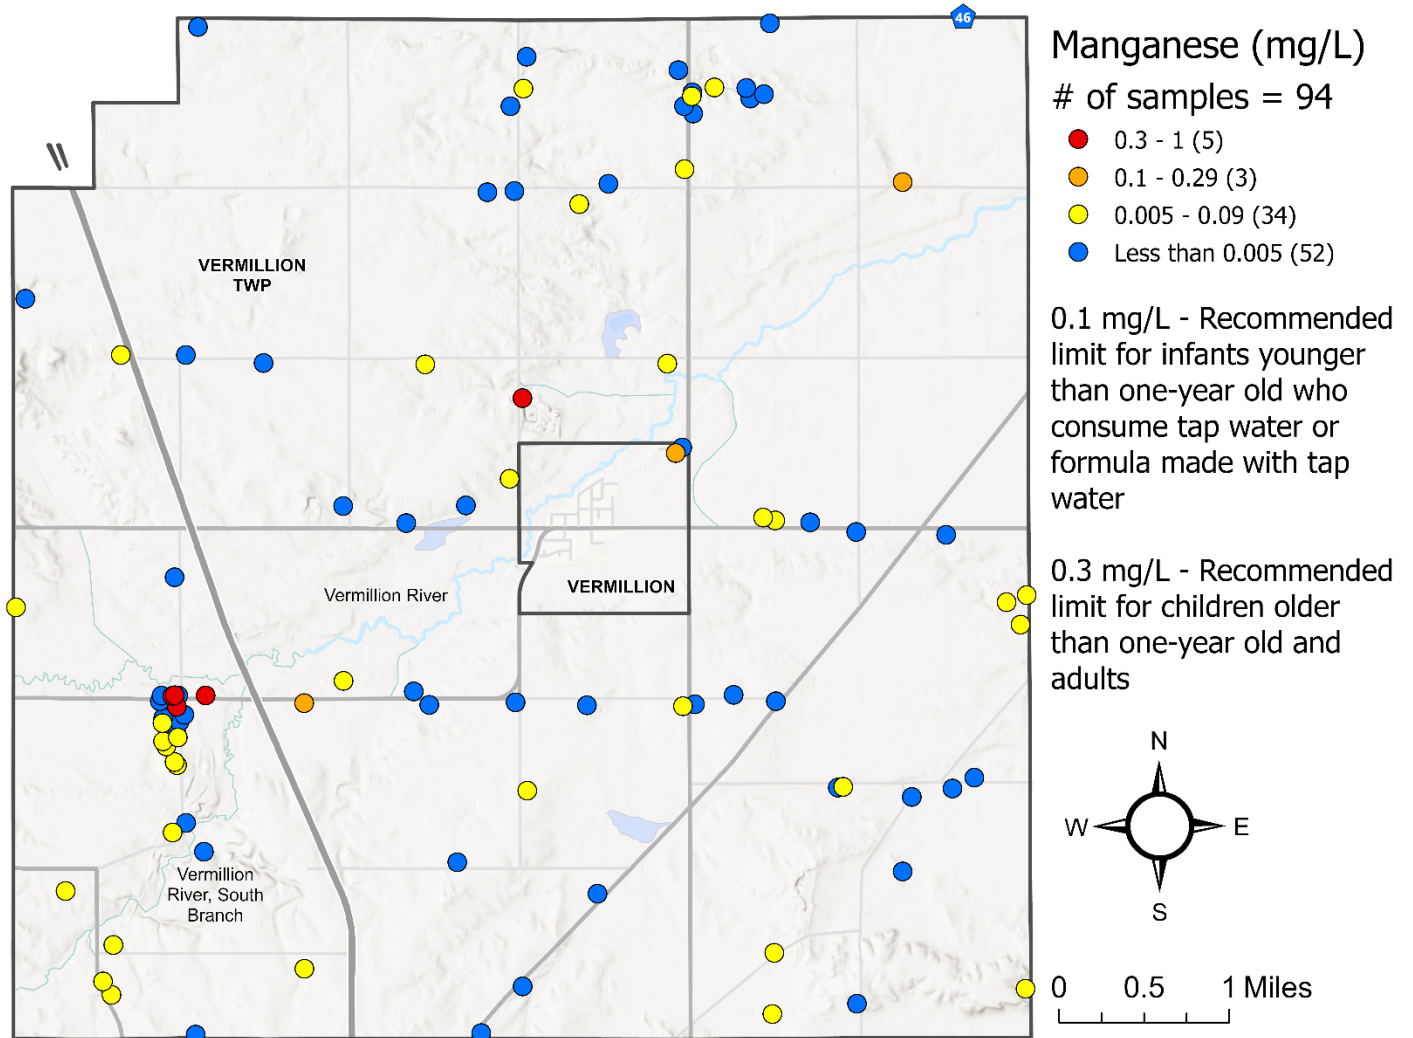 46
VERMILLION
TWP
Vermillion River
VERMILLION
Vermillion
River, South
Branch
Manganese (mg/L)
# of samples = 94
0.3 - 1 (5)
0.1 - 0.29 (3)
0.005 - 0.09 (34)
Less than 0.005 (52)
0.1 mg/L - Recommended
limit for infants younger
than one-year old who
consume tap water or
formula made with tap
water
0.3 mg/L - Recommended
limit for children older
than one-year old and
adults
N
W E
S
0 0.5 1 Miles